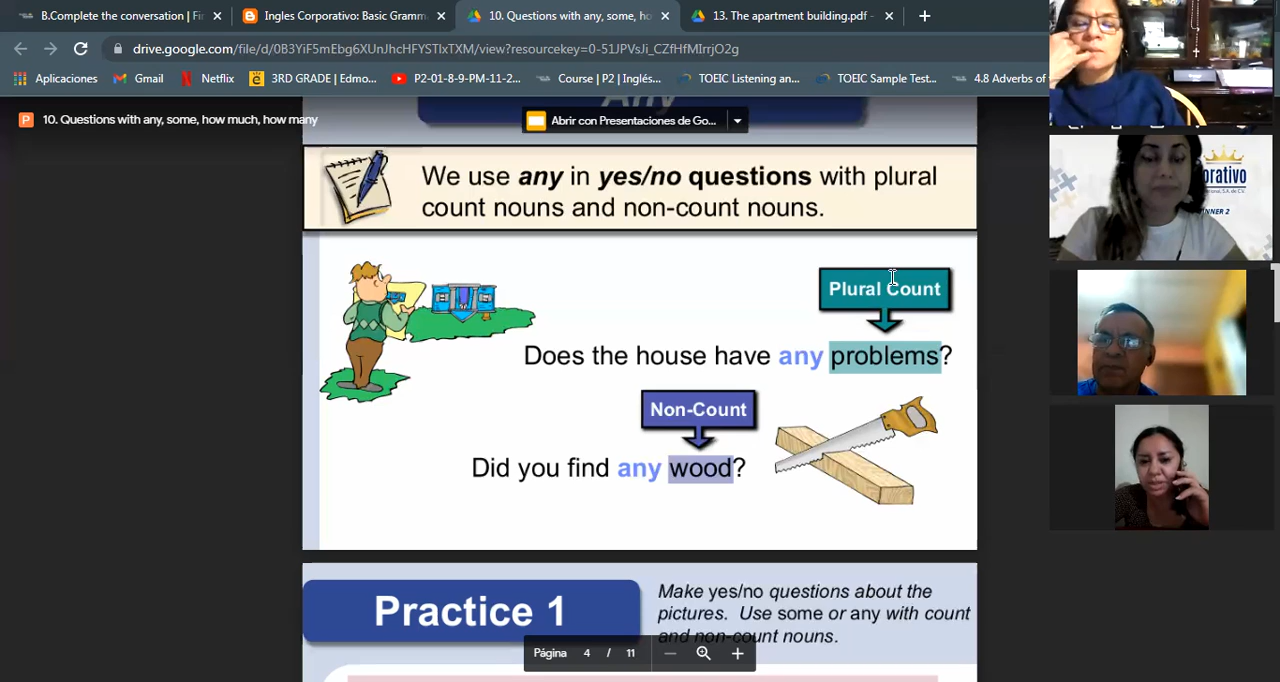 B.Complete the conversation | Fi
Ingles Corporativo: Basic Gramm
10. Questions with any, some, ho
13. The apartment building.pdf -
drive.google.com/file/d/0B3YiF5mEbg6XUnJhcHFYSTlxTXM/view?resourcekey=0-51JPVsJi_CZfHfMIrrjO2g
Aplicaciones
Gmail
Netflix
3RD GRADE | Edmo...
P2-01-8-9-PM-11-2...
Course | P2 | Inglés...
TOEIC Listening an...
TOEIC Sample Test...
4.8 Adverbs of
P 10. Questions with any, some, how much, how many
Any
Abrir con Presentaciones de Go...
We use any in yes/no questions with plural
count nouns and non-count nouns.
Plural Count
Does the house have any problems?
Non-Count
Did you find any wood?
Practice 1
Make yes/no questions about the
pictures. Use some or any with count
and non-count nouns.
Página 4 / 11
orativo
NNER 2